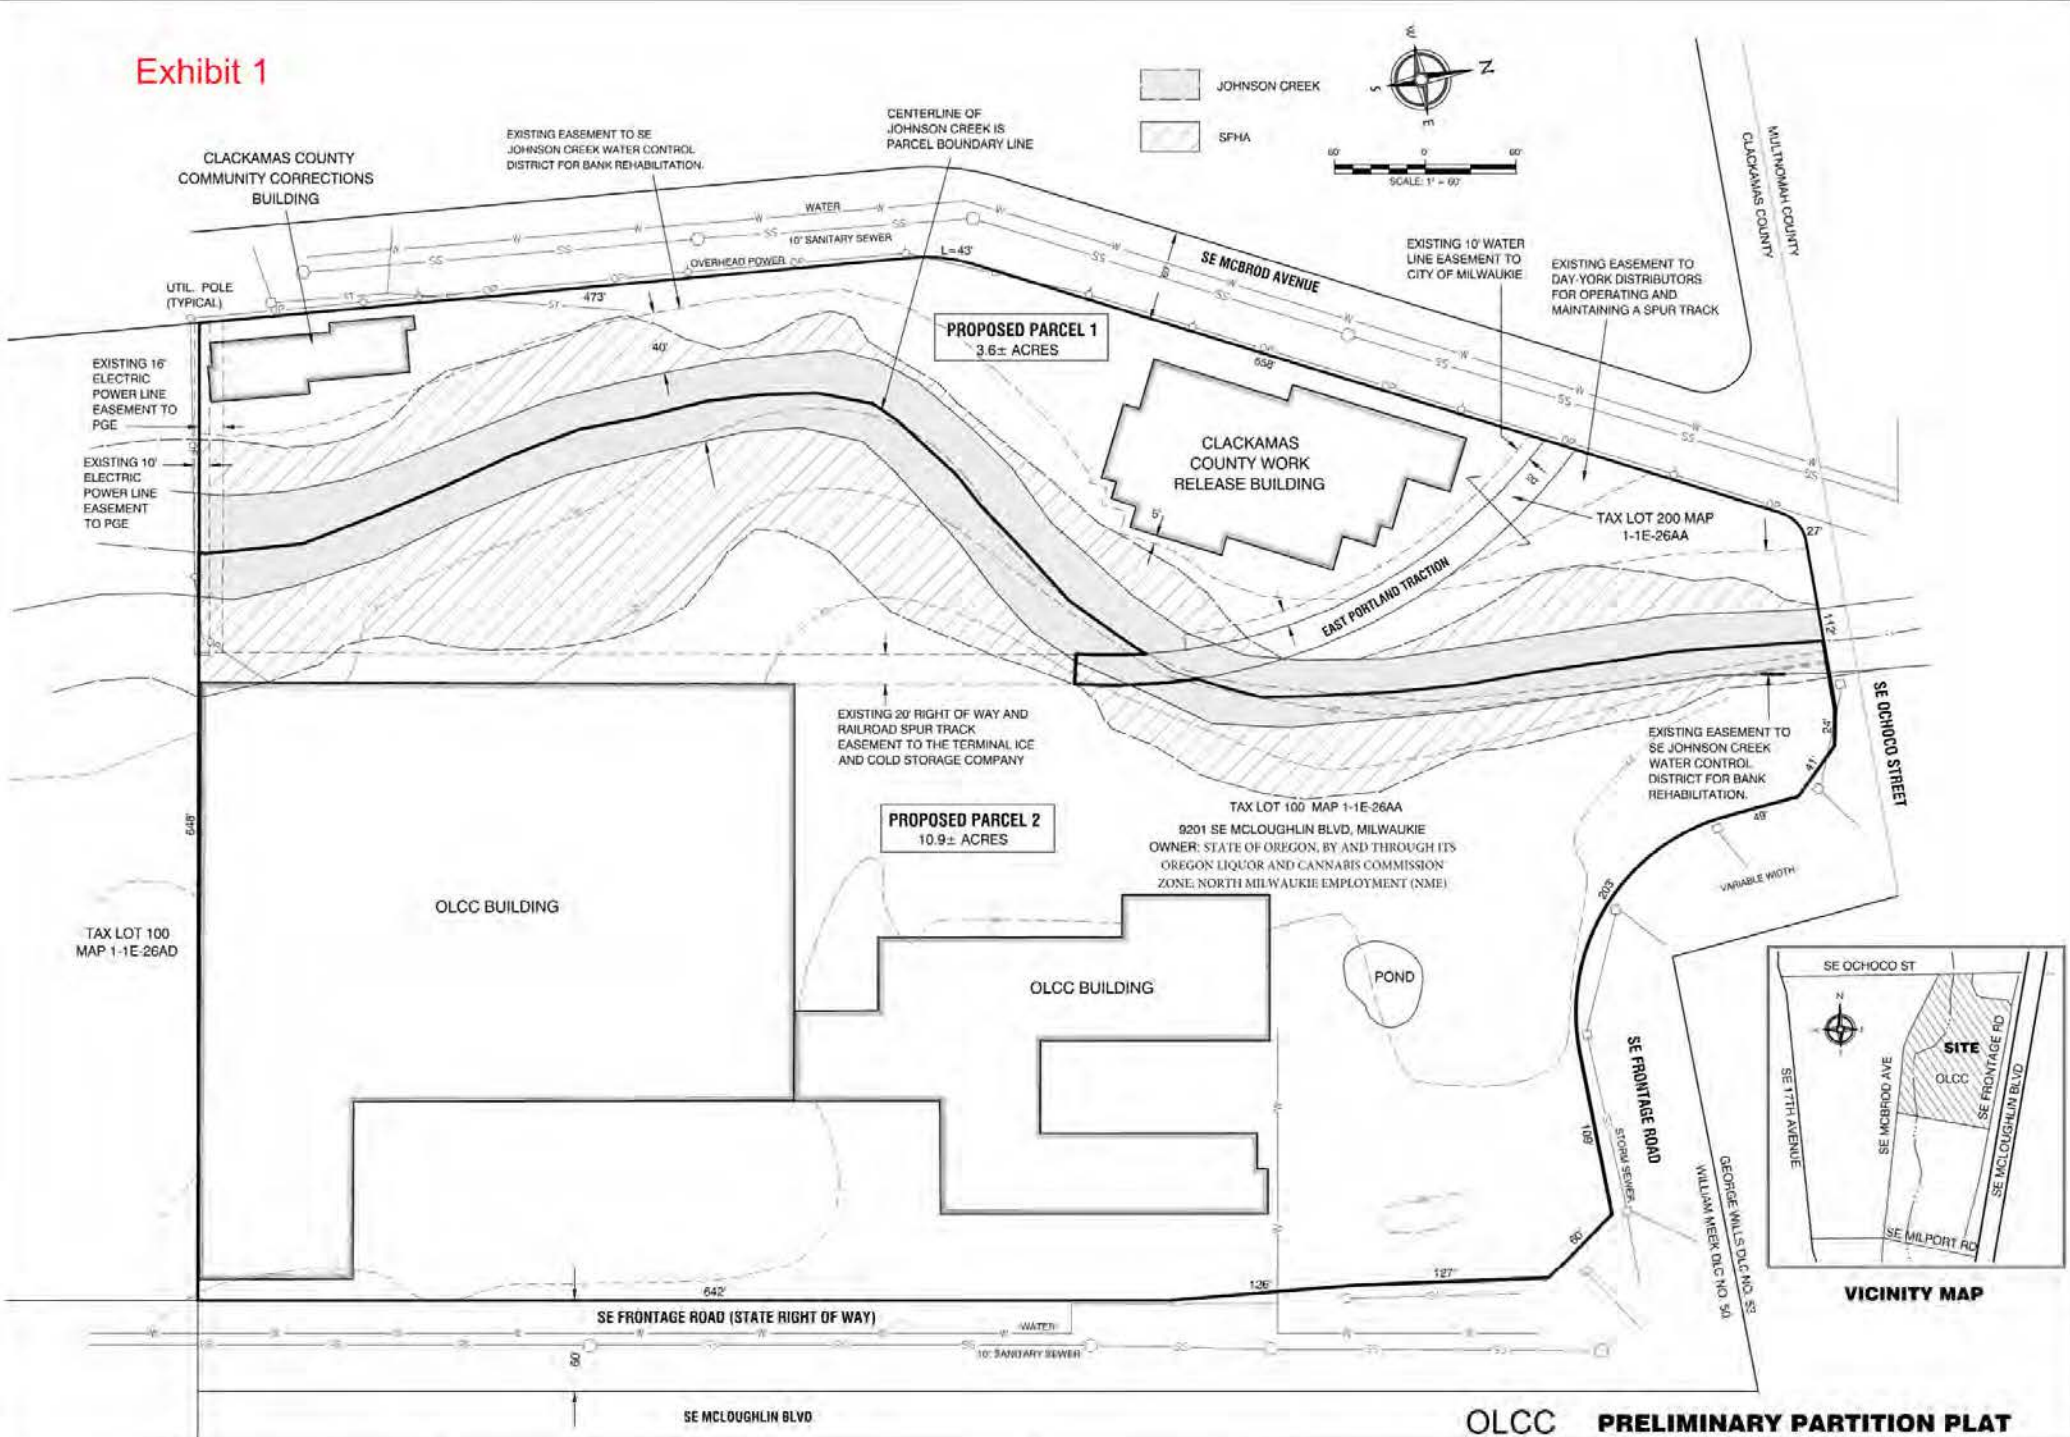 Exhibit 1
JOHNSON CREEK
SFHA
W
N
S
E
60'
0'
60'
SCALE: 1" = 60'
CLACKAMAS COUNTY
COMMUNITY CORRECTIONS
BUILDING
EXISTING EASEMENT TO SE
JOHNSON CREEK WATER CONTROL
DISTRICT FOR BANK REHABILITATION.
CENTERLINE OF
JOHNSON CREEK IS
PARCEL BOUNDARY LINE
MULTNOMAH COUNTY
CLACKAMAS COUNTY
WATER
10" SANITARY SEWER
OVERHEAD POWER
L=43'
473'
60'
SE MCBROD AVENUE
658'
EXISTING 10' WATER
LINE EASEMENT TO
CITY OF MILWAUKIE
EXISTING EASEMENT TO
DAY-YORK DISTRIBUTORS
FOR OPERATING AND
MAINTAINING A SPUR TRACK
UTIL. POLE
(TYPICAL)
PROPOSED PARCEL 1
3.6± ACRES
40'
EXISTING 16'
ELECTRIC
POWER LINE
EASEMENT TO
PGE
EXISTING 10'
ELECTRIC
POWER LINE
EASEMENT
TO PGE
CLACKAMAS
COUNTY WORK
RELEASE BUILDING
5'
20'
TAX LOT 200 MAP
1-1E-26AA
27'
EAST PORTLAND TRACTION
112'
24'
41'
49'
SE OCHOCO STREET
EXISTING 20' RIGHT OF WAY AND
RAILROAD SPUR TRACK
EASEMENT TO THE TERMINAL ICE
AND COLD STORAGE COMPANY
EXISTING EASEMENT TO
SE JOHNSON CREEK
WATER CONTROL
DISTRICT FOR BANK
REHABILITATION.
PROPOSED PARCEL 2
10.9± ACRES
TAX LOT 100 MAP 1-1E-26AA
9201 SE MCLOUGHLIN BLVD, MILWAUKIE
OWNER: STATE OF OREGON, BY AND THROUGH ITS
OREGON LIQUOR AND CANNABIS COMMISSION
ZONE: NORTH MILWAUKIE EMPLOYMENT (NME)
VARIABLE WIDTH
203'
648'
OLCC BUILDING
TAX LOT 100
MAP 1-1E-26AD
OLCC BUILDING
POND
SE FRONTAGE ROAD
STORM SEWER
GEORGE WILLS DLC NO. 53
WILLIAM MEEK DLC NO. 50
60'
642'
126'
127'
SE FRONTAGE ROAD (STATE RIGHT OF WAY)
WATER
10" SANITARY SEWER
60'
SE MCLOUGHLIN BLVD
SE OCHOCO ST
N
SITE
OLCC
SE 17TH AVENUE
SE MCBROD AVE
SE FRONTAGE RD
SE MCLOUGHLIN BLVD
SE MILPORT RD
VICINITY MAP
OLCC PRELIMINARY PARTITION PLAT